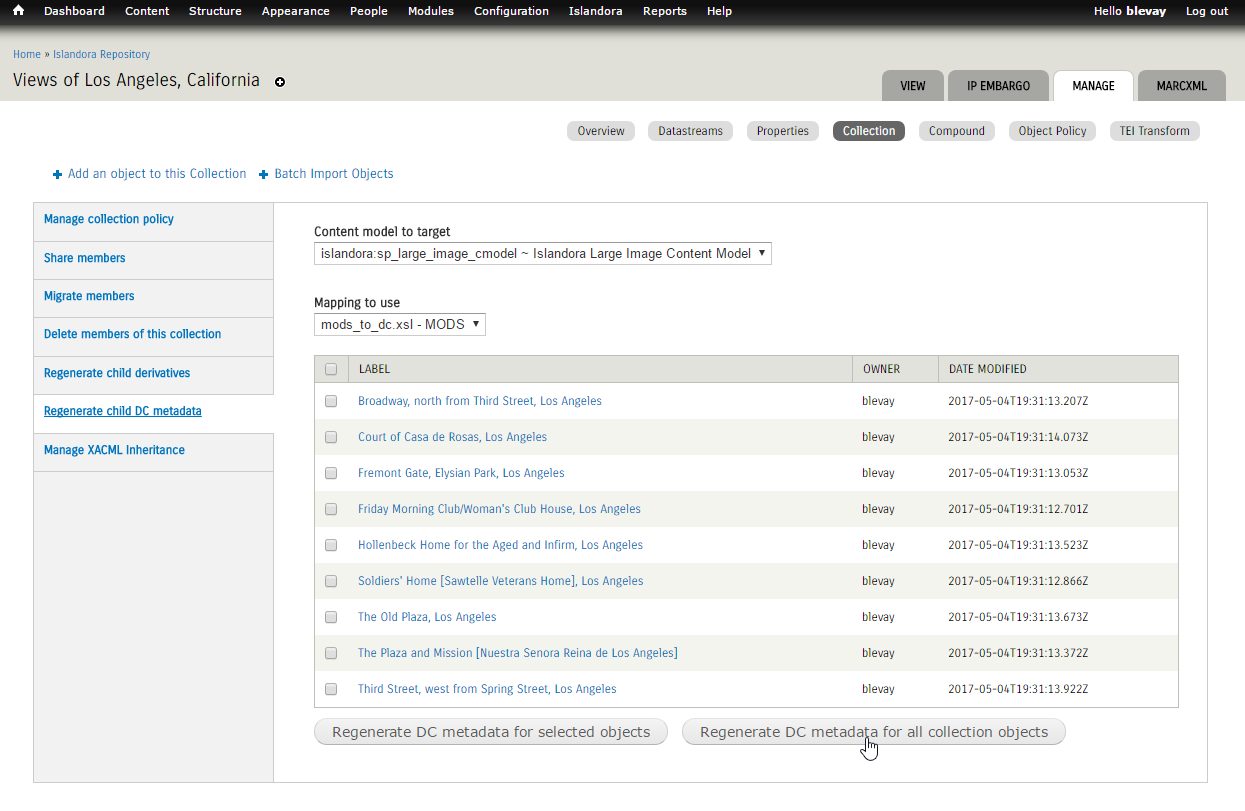 Dashboard Content Structure Appearance People Modules Configuration Islandora Reports Help Hello blevay Log out
Home » Islandora Repository
Views of Los Angeles, California
VIEW IP EMBARGO MANAGE MARCXML
Overview Datastreams Properties Collection Compound Object Policy TEI Transform
Add an object to this Collection Batch Import Objects
Manage collection policy
Share members
Migrate members
Delete members of this collection
Regenerate child derivatives
Regenerate child DC metadata
Manage XACML Inheritance
Content model to target
islandora:sp_large_image_cmodel ~ Islandora Large Image Content Model
Mapping to use
mods_to_dc.xsl - MODS
LABEL OWNER DATE MODIFIED
Broadway, north from Third Street, Los Angeles blevay 2017-05-04T19:31:13.207Z
Court of Casa de Rosas, Los Angeles blevay 2017-05-04T19:31:14.073Z
Fremont Gate, Elysian Park, Los Angeles blevay 2017-05-04T19:31:13.053Z
Friday Morning Club/Woman's Club House, Los Angeles blevay 2017-05-04T19:31:12.701Z
Hollenbeck Home for the Aged and Infirm, Los Angeles blevay 2017-05-04T19:31:13.523Z
Soldiers' Home [Sawtelle Veterans Home], Los Angeles blevay 2017-05-04T19:31:12.866Z
The Old Plaza, Los Angeles blevay 2017-05-04T19:31:13.673Z
The Plaza and Mission [Nuestra Senora Reina de Los Angeles] blevay 2017-05-04T19:31:13.372Z
Third Street, west from Spring Street, Los Angeles blevay 2017-05-04T19:31:13.922Z
Regenerate DC metadata for selected objects Regenerate DC metadata for all collection objects